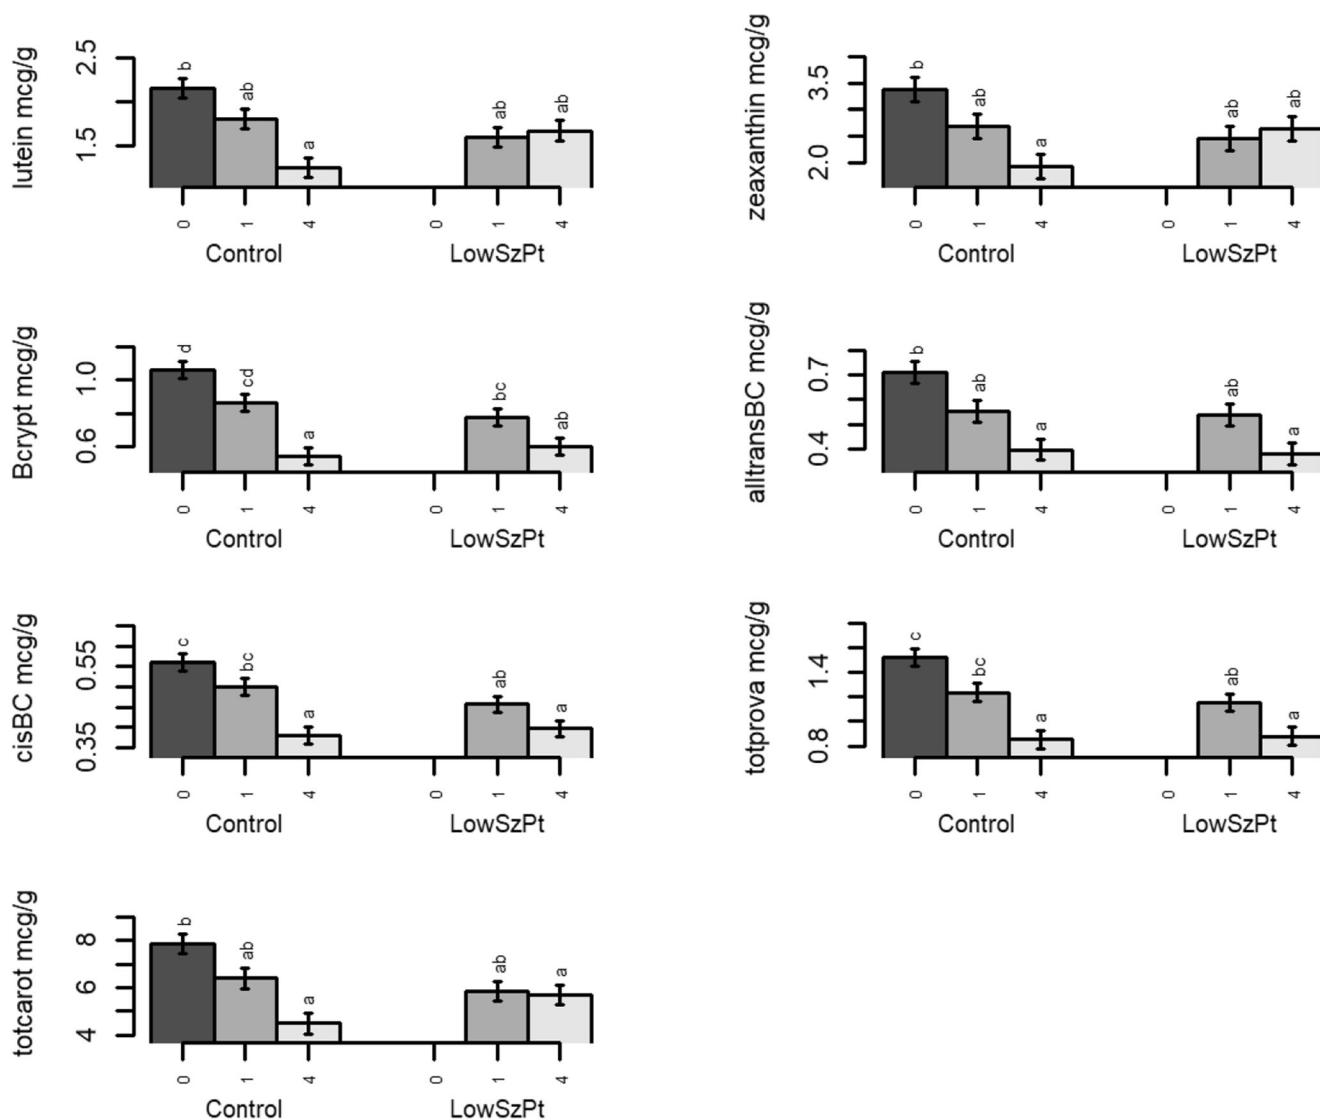 lutein mcg/g
2.5
1.5
b
ab
a
ab
ab
0
1
4
0
1
4
Control
LowSzPt
zeaxanthin mcg/g
3.5
2.0
b
ab
a
ab
ab
0
1
4
0
1
4
Control
LowSzPt
Bcrypt mcg/g
1.0
0.6
d
cd
a
bc
ab
0
1
4
0
1
4
Control
LowSzPt
alltransBC mcg/g
0.7
0.4
b
ab
a
ab
a
0
1
4
0
1
4
Control
LowSzPt
cisBC mcg/g
0.55
0.35
c
bc
a
ab
a
0
1
4
0
1
4
Control
LowSzPt
totprova mcg/g
1.4
0.8
c
bc
a
ab
a
0
1
4
0
1
4
Control
LowSzPt
totcarot mcg/g
8
6
4
b
ab
a
ab
a
0
1
4
0
1
4
Control
LowSzPt